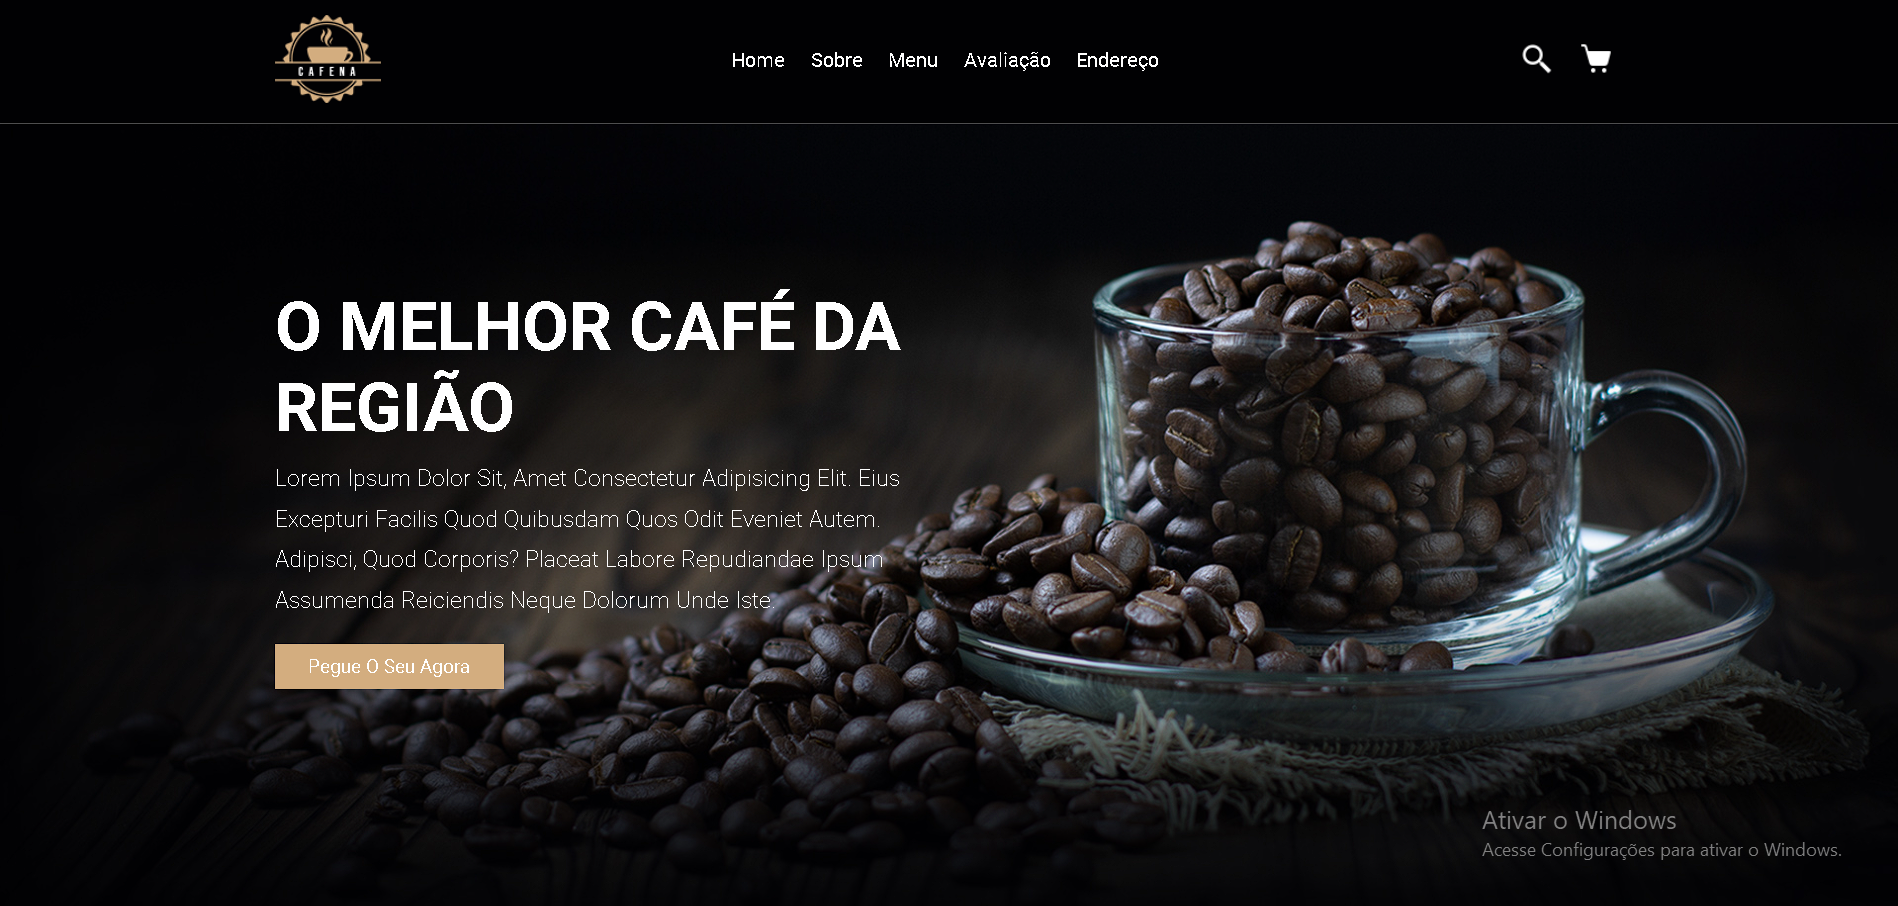 CAFENA
Home Sobre Menu Avaliação Endereço
O MELHOR CAFÉ DA
REGIÃO
Lorem Ipsum Dolor Sit, Amet Consectetur Adipisicing Elit. Eius
Excepturi Facilis Quod Quibusdam Quos Odit Eveniet Autem.
Adipisci, Quod Corporis? Placeat Labore Repudiandae Ipsum
Assumenda Reiciendis Neque Dolorum Unde Iste.
Pegue O Seu Agora
Ativar o Windows
Acesse Configurações para ativar o Windows.